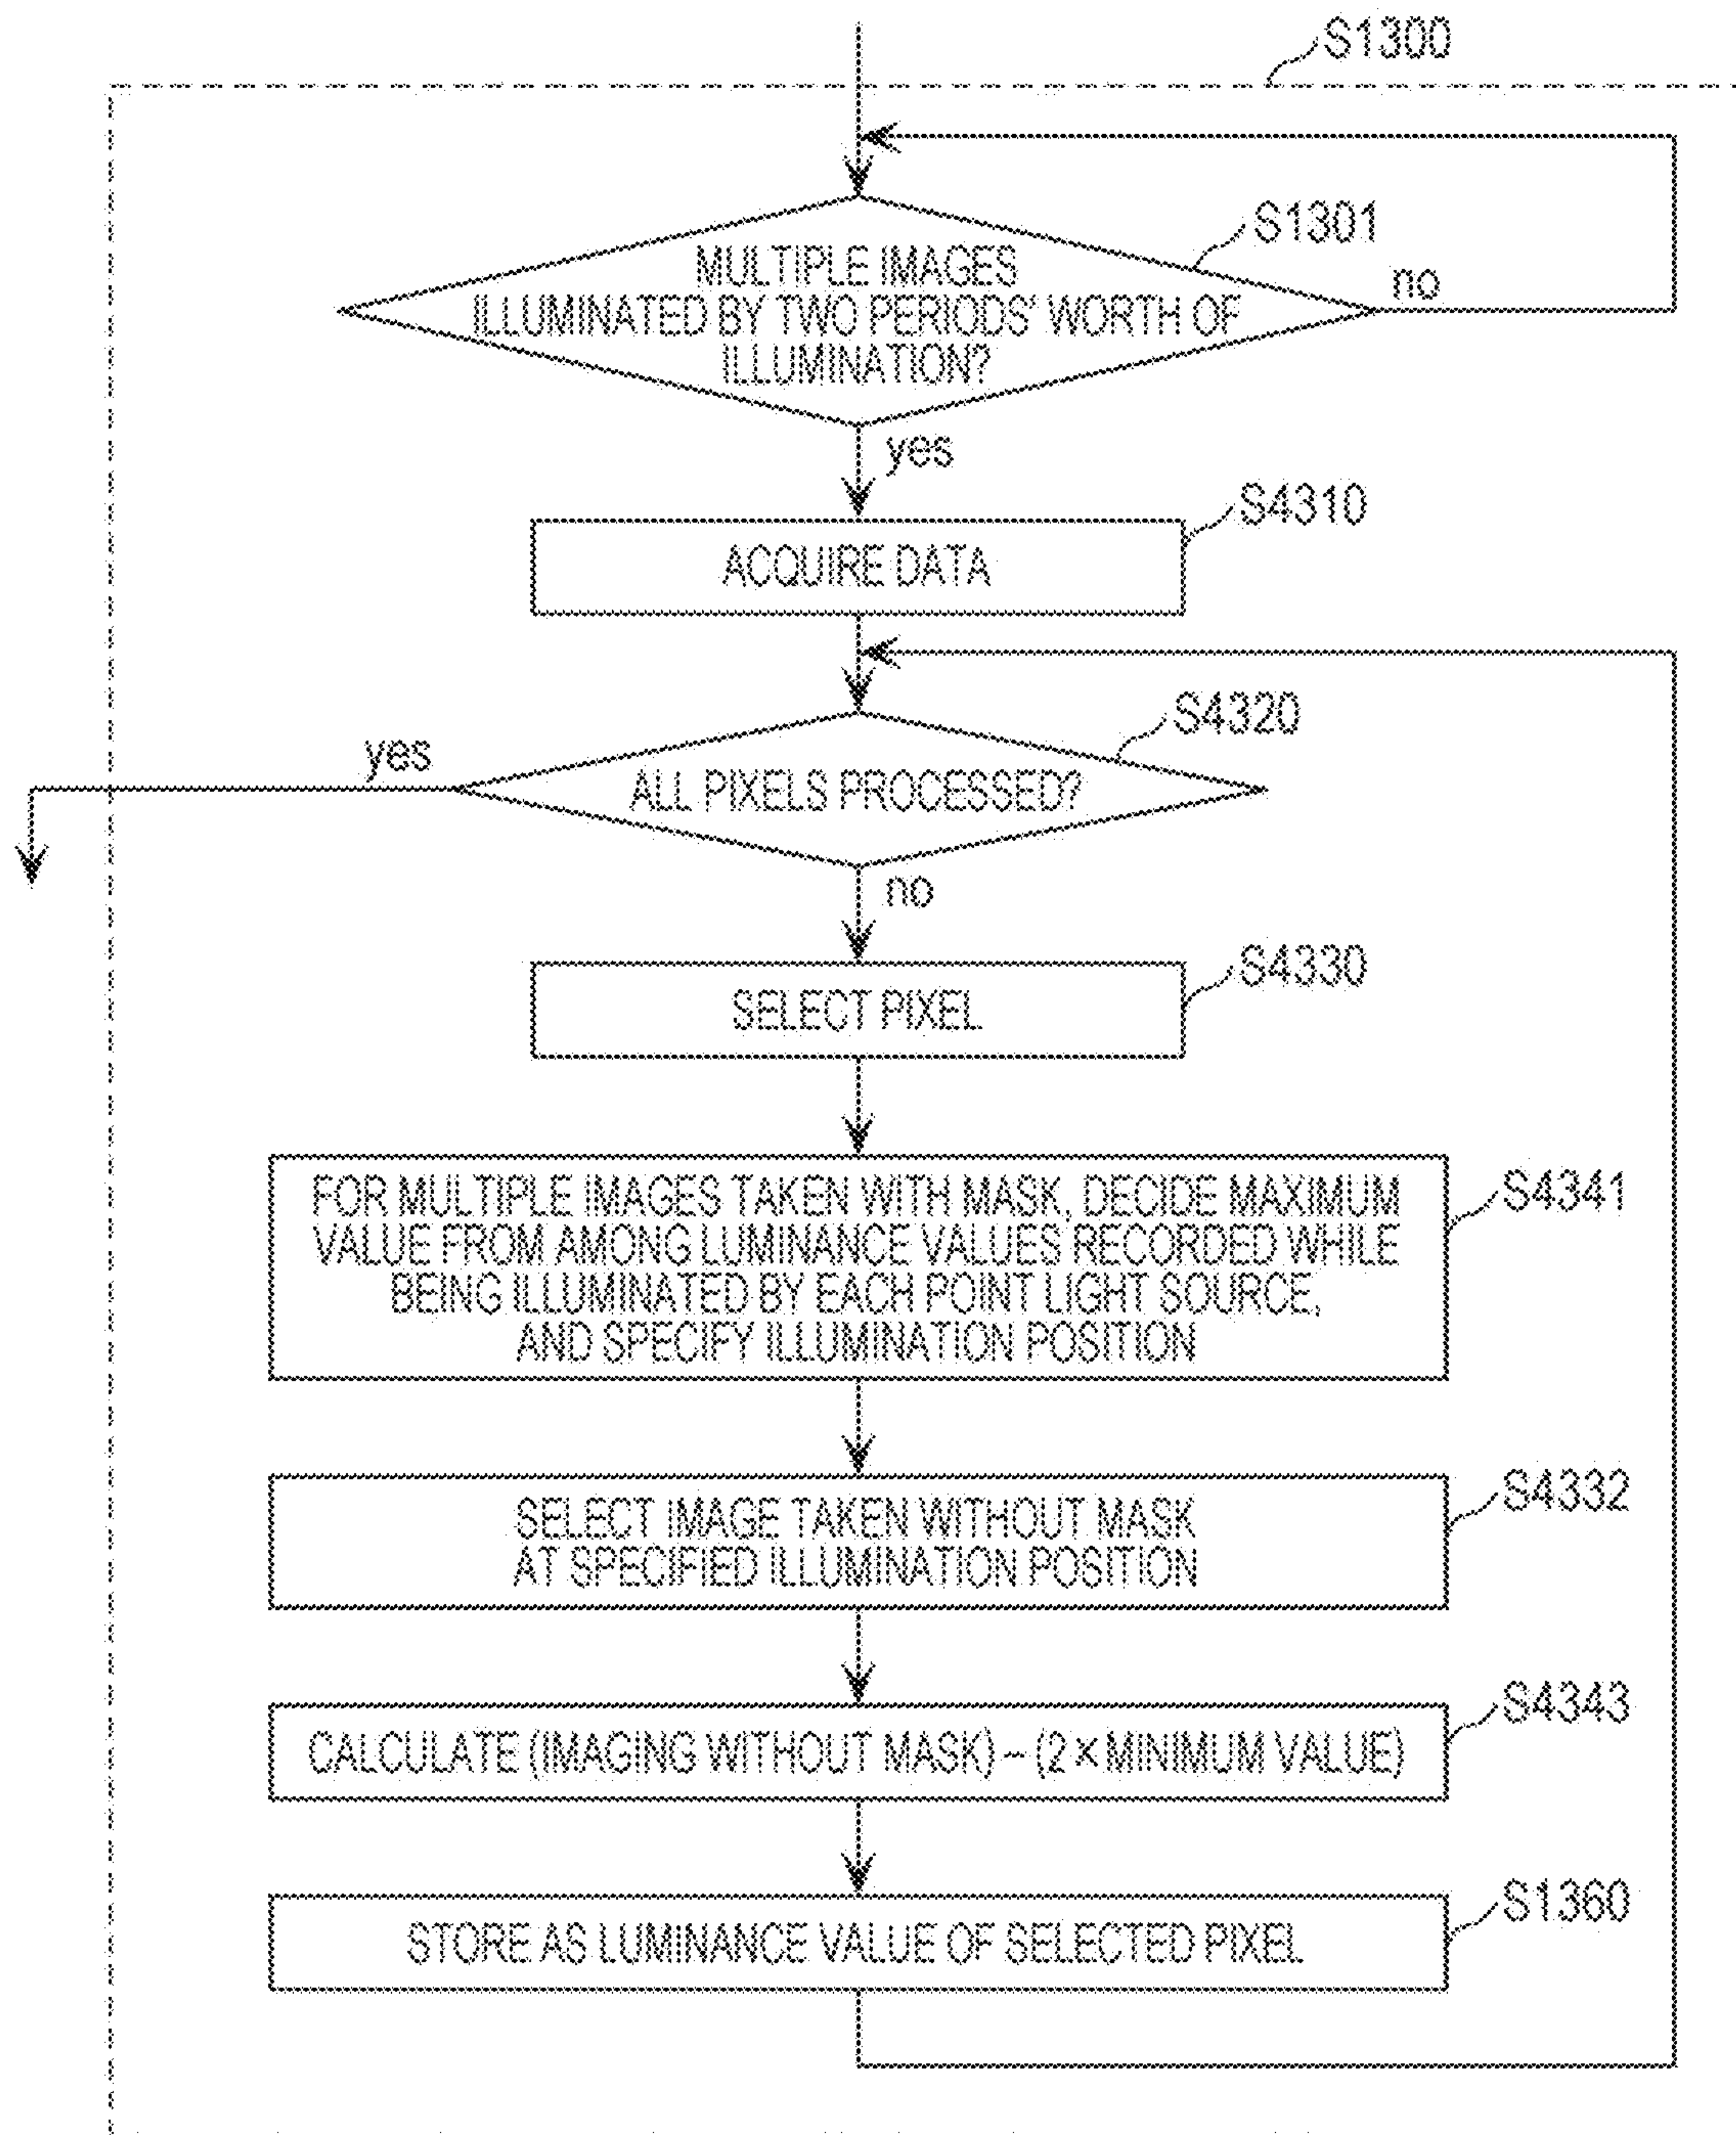 S1300
S1301
MULTIPLE IMAGES
ILLUMINATED BY TWO PERIODS' WORTH OF
ILLUMINATION?
no
yes
S4310
ACQUIRE DATA
S4320
yes
ALL PIXELS PROCESSED?
no
S4330
SELECT PIXEL
S4341
FOR MULTIPLE IMAGES TAKEN WITH MASK, DECIDE MAXIMUM
VALUE FROM AMONG LUMINANCE VALUES RECORDED WHILE
BEING ILLUMINATED BY EACH POINT LIGHT SOURCE,
AND SPECIFY ILLUMINATION POSITION
S4332
SELECT IMAGE TAKEN WITHOUT MASK
AT SPECIFIED ILLUMINATION POSITION
S4343
CALCULATE (IMAGING WITHOUT MASK) – (2 × MINIMUM VALUE)
S1360
STORE AS LUMINANCE VALUE OF SELECTED PIXEL